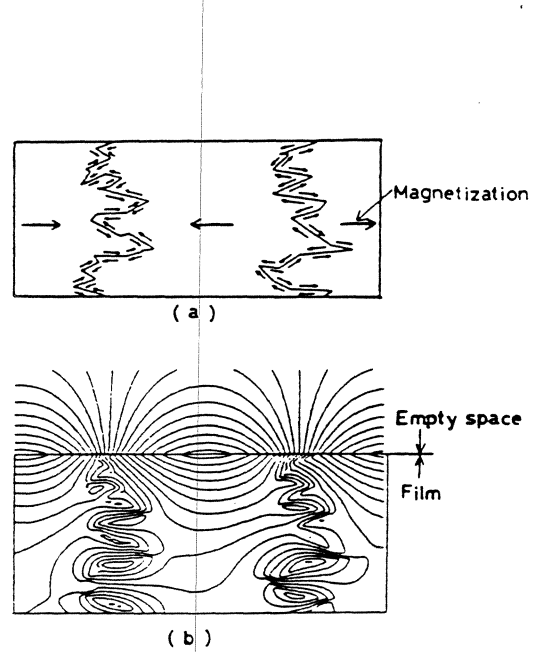 Magnetization
( a )
Empty space
Film
( b )